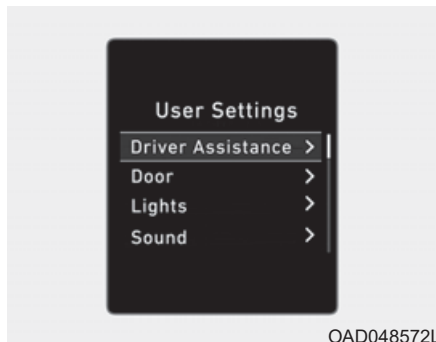 User Settings
Driver Assistance >
Door >
Lights >
Sound >
OAD048572L